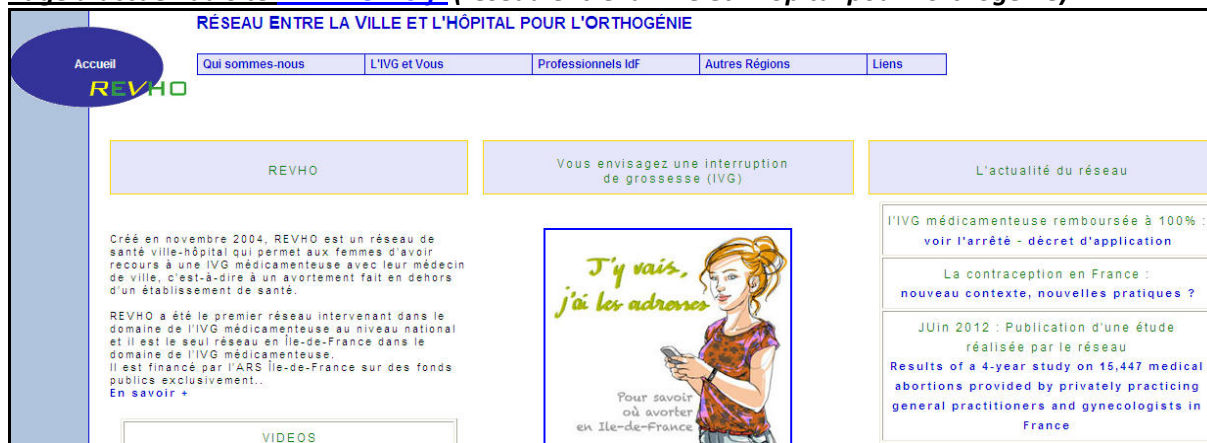 RÉSEAU ENTRE LA VILLE ET L'HÔPITAL POUR L'ORTHOGÉNIE
Accueil
REVHO
Qui sommes-nous
L'IVG et Vous
Professionnels IdF
Autres Régions
Liens
REVHO
Créé en novembre 2004, REVHO est un réseau de
santé ville-hôpital qui permet aux femmes d'avoir
recours à une IVG médicamenteuse avec leur médecin
de ville, c'est-à-dire à un avortement fait en dehors
d'un établissement de santé.
REVHO a été le premier réseau intervenant dans le
domaine de l'IVG médicamenteuse au niveau national
et il est le seul réseau en Île-de-France dans le
domaine de l'IVG médicamenteuse.
Il est financé par l'ARS Île-de-France sur des fonds
publics exclusivement..
En savoir +
VIDEOS
Vous envisagez une interruption
de grossesse (IVG)
J'y vais,
j'ai les adresses
Pour savoir
où avorter
en Ile-de-France
L'actualité du réseau
l'IVG médicamenteuse remboursée à 100% :
voir l'arrêté - décret d'application
La contraception en France :
nouveau contexte, nouvelles pratiques ?
JUin 2012 : Publication d'une étude
réalisée par le réseau
Results of a 4-year study on 15,447 medical
abortions provided by privately practicing
general practitioners and gynecologists in
France